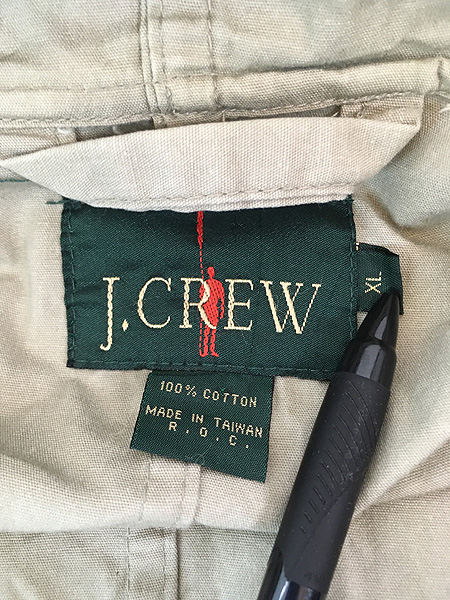 J.CREW
XL
100% COTTON
MADE IN TAIWAN
R.O.C.